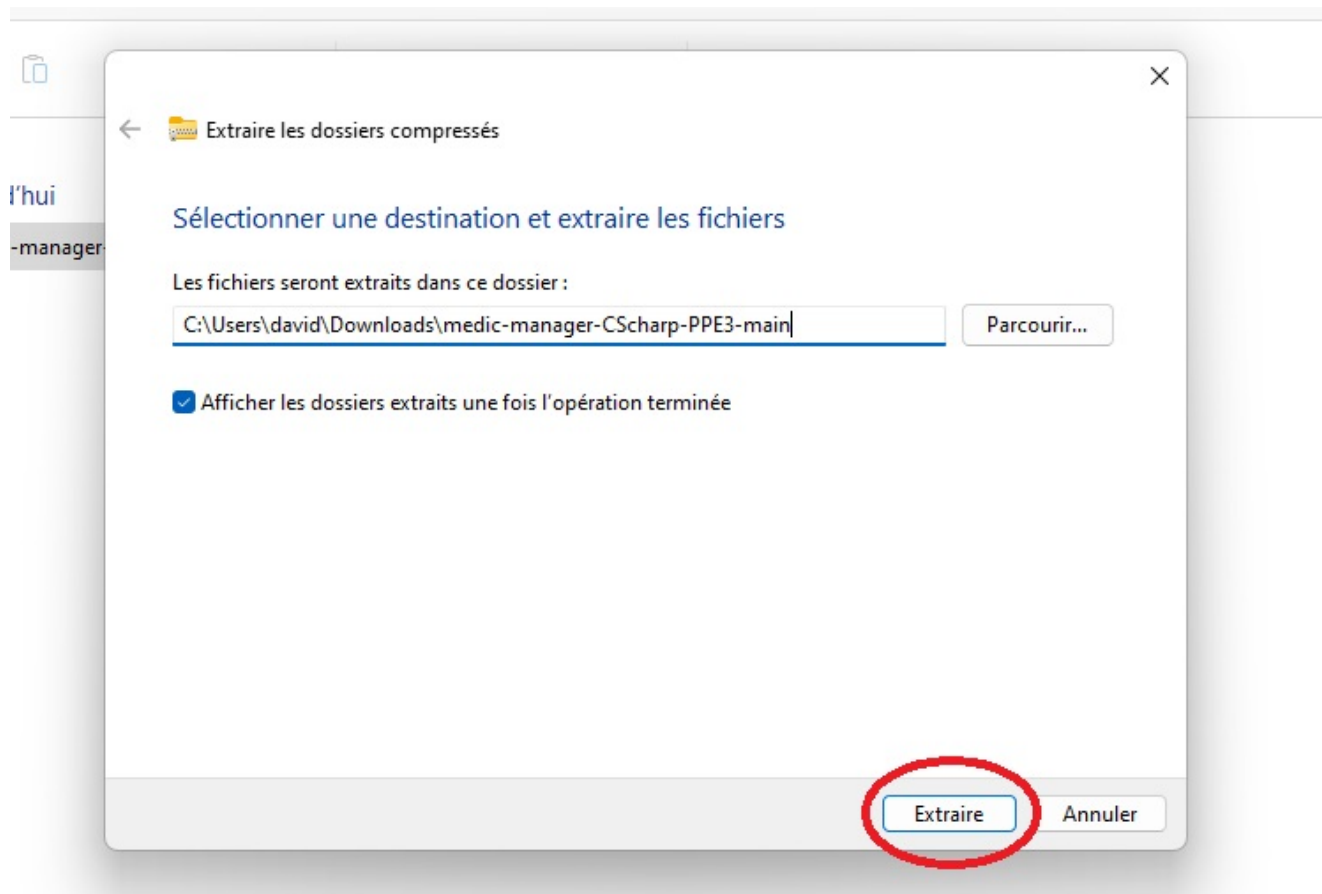 Extraire les dossiers compressés
d'hui
Sélectionner une destination et extraire les fichiers
-manager-
Les fichiers seront extraits dans ce dossier :
C:\Users\david\Downloads\medic-manager-CScharp-PPE3-main
Parcourir...
Afficher les dossiers extraits une fois l'opération terminée
Extraire
Annuler